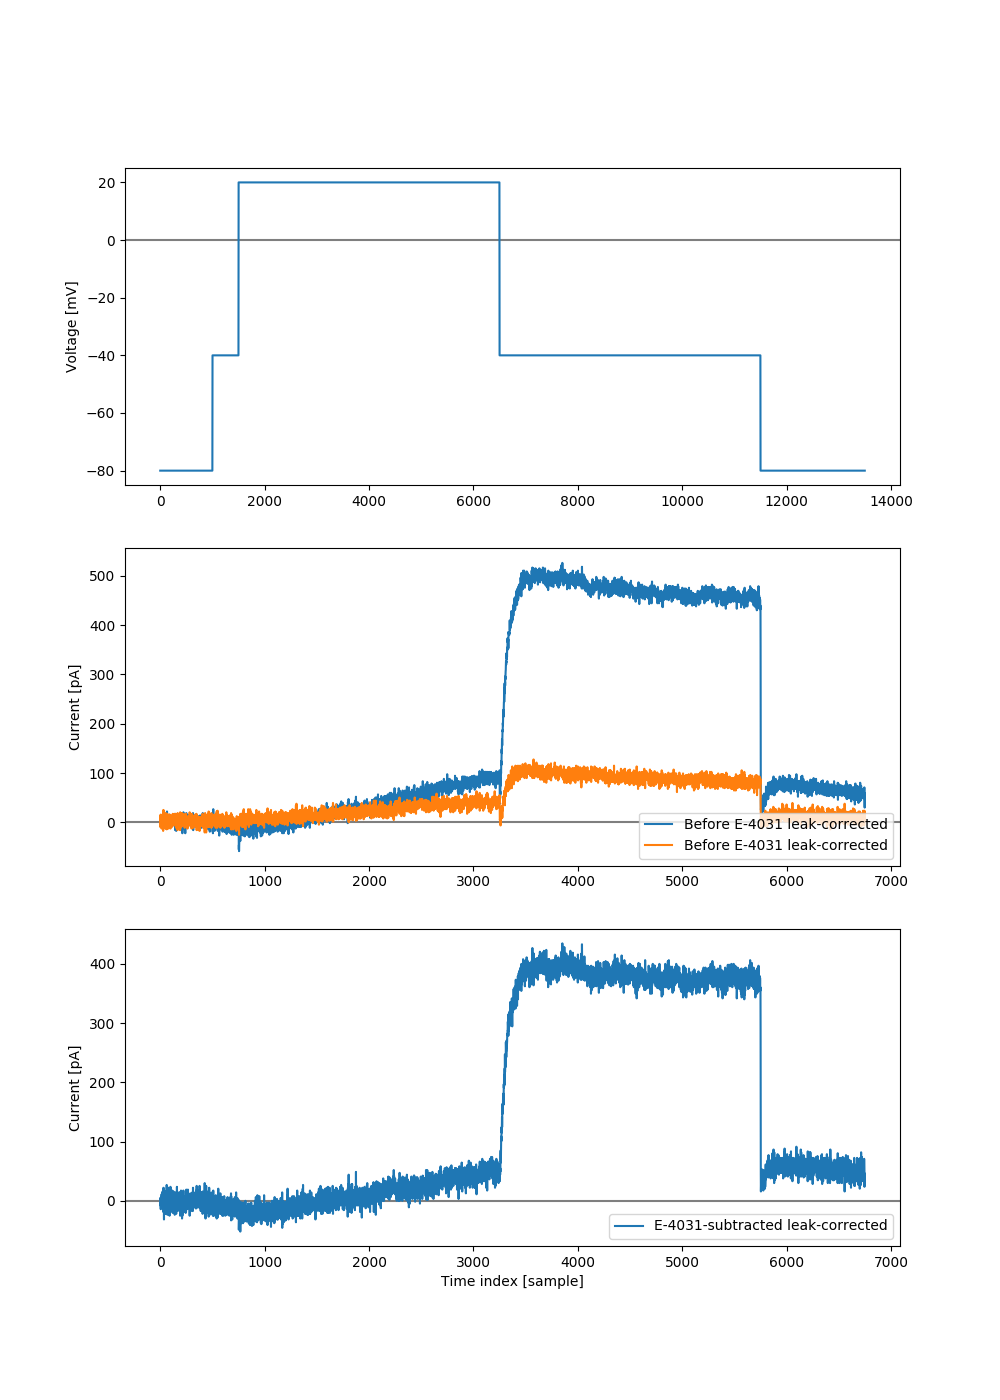 20
0
−20
−40
−60
−80
Voltage [mV]
0 2000 4000 6000 8000 10000 12000 14000
500
400
300
200
100
0
Current [pA]
Before E-4031 leak-corrected
Before E-4031 leak-corrected
0 1000 2000 3000 4000 5000 6000 7000
400
300
200
100
0
Current [pA]
E-4031-subtracted leak-corrected
0 1000 2000 3000 4000 5000 6000 7000
Time index [sample]